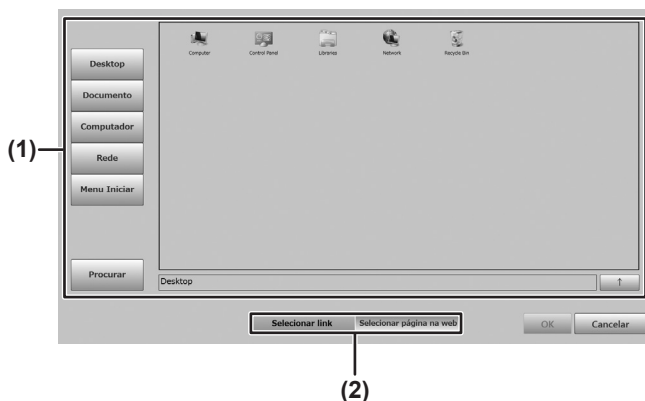 Computer
Control Panel
Libraries
Network
Recycle Bin
Desktop
Documento
Computador
(1)
Rede
Menu Iniciar
Procurar
Desktop
↑
Selecionar link
Selecionar página na web
OK
Cancelar
(2)